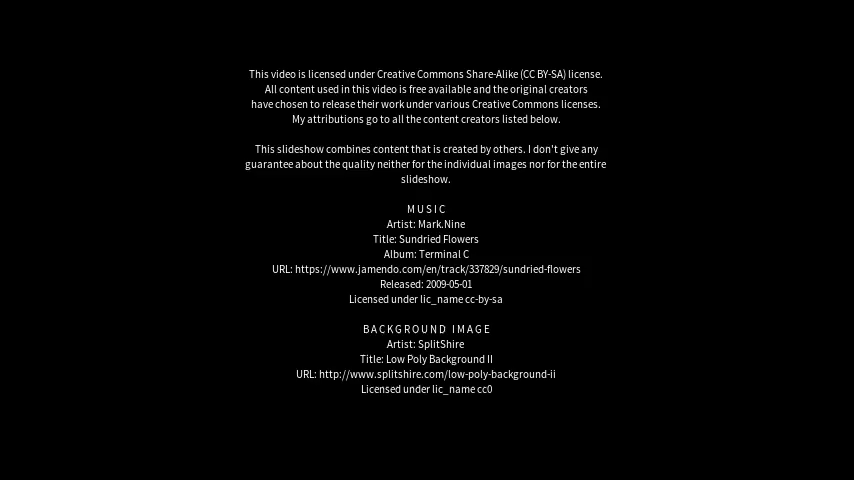 This video is licensed under Creative Commons Share-Alike (CC BY-SA) license.
All content used in this video is free available and the original creators
have chosen to release their work under various Creative Commons licenses.
My attributions go to all the content creators listed below.
This slideshow combines content that is created by others. I don't give any
guarantee about the quality neither for the individual images nor for the entire
slideshow.
MUSIC
Artist: Mark.Nine
Title: Sundried Flowers
Album: Terminal C
URL: https://www.jamendo.com/en/track/337829/sundried-flowers
Released: 2009-05-01
Licensed under lic_name cc-by-sa
BACKGROUND IMAGE
Artist: SplitShire
Title: Low Poly Background II
URL: http://www.splitshire.com/low-poly-background-ii
Licensed under lic_name cc0